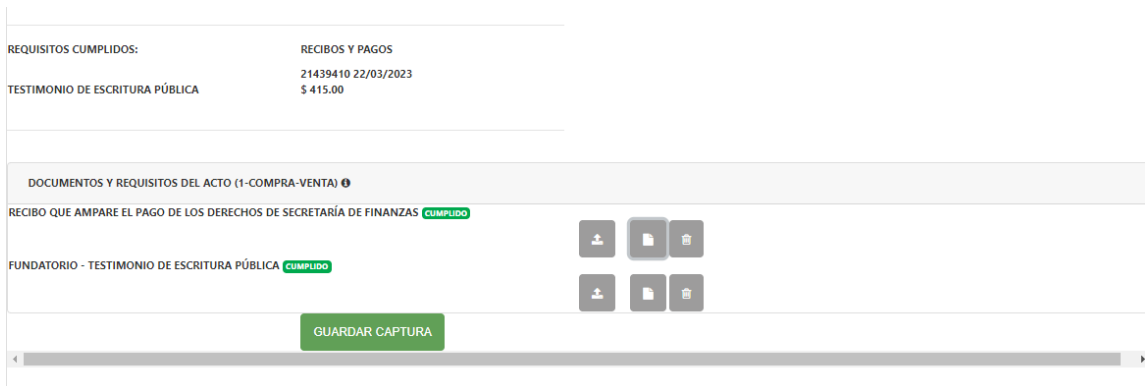 REQUISITOS CUMPLIDOS: RECIBOS Y PAGOS
21439410 22/03/2023
TESTIMONIO DE ESCRITURA PÚBLICA $ 415.00
DOCUMENTOS Y REQUISITOS DEL ACTO (1-COMPRA-VENTA)
RECIBO QUE AMPARE EL PAGO DE LOS DERECHOS DE SECRETARÍA DE FINANZAS CUMPLIDO
FUNDATORIO - TESTIMONIO DE ESCRITURA PÚBLICA CUMPLIDO
GUARDAR CAPTURA